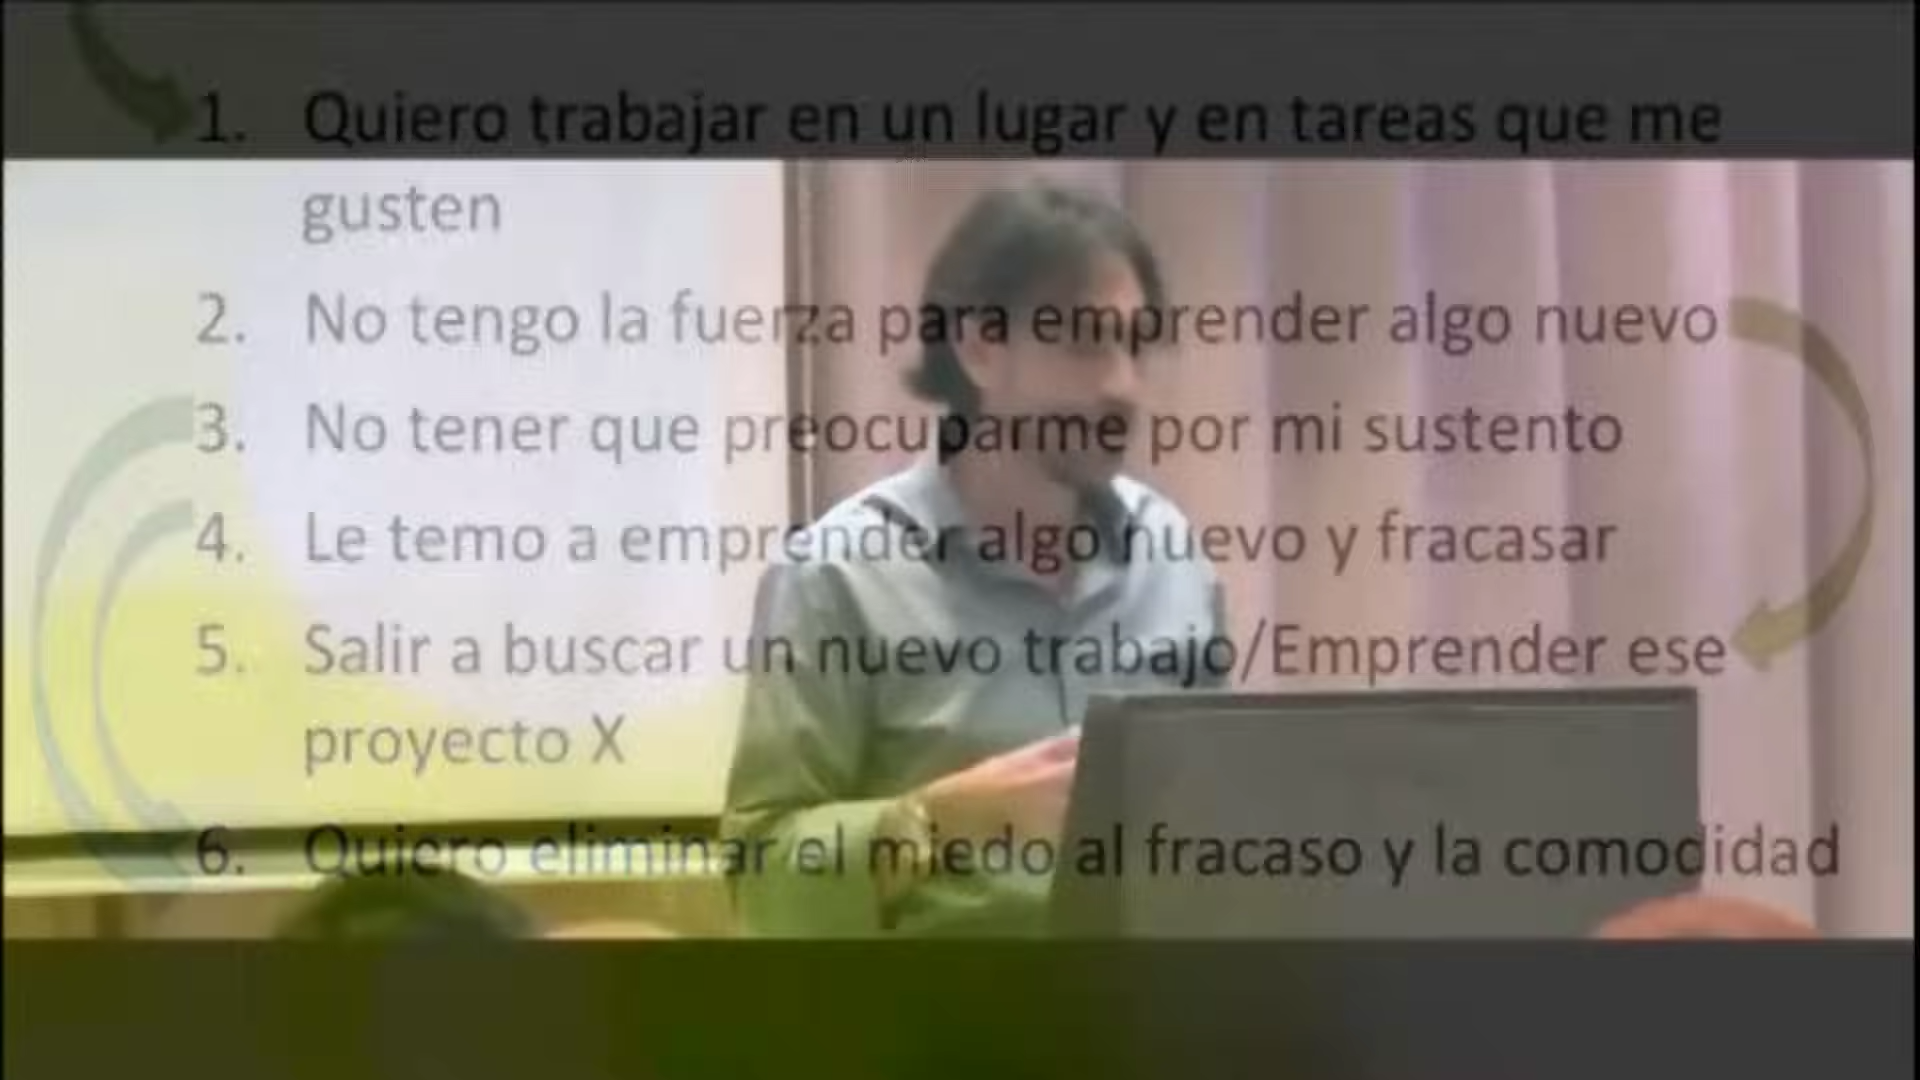 1. Quiero trabajar en un lugar y en tareas que me
gusten
2. No tengo la fuerza para emprender algo nuevo
3. No tener que preocuparme por mi sustento
4. Le temo a emprender algo nuevo y fracasar
5. Salir a buscar un nuevo trabajo/Emprender ese
proyecto X
6. Quiero eliminar el miedo al fracaso y la comodidad